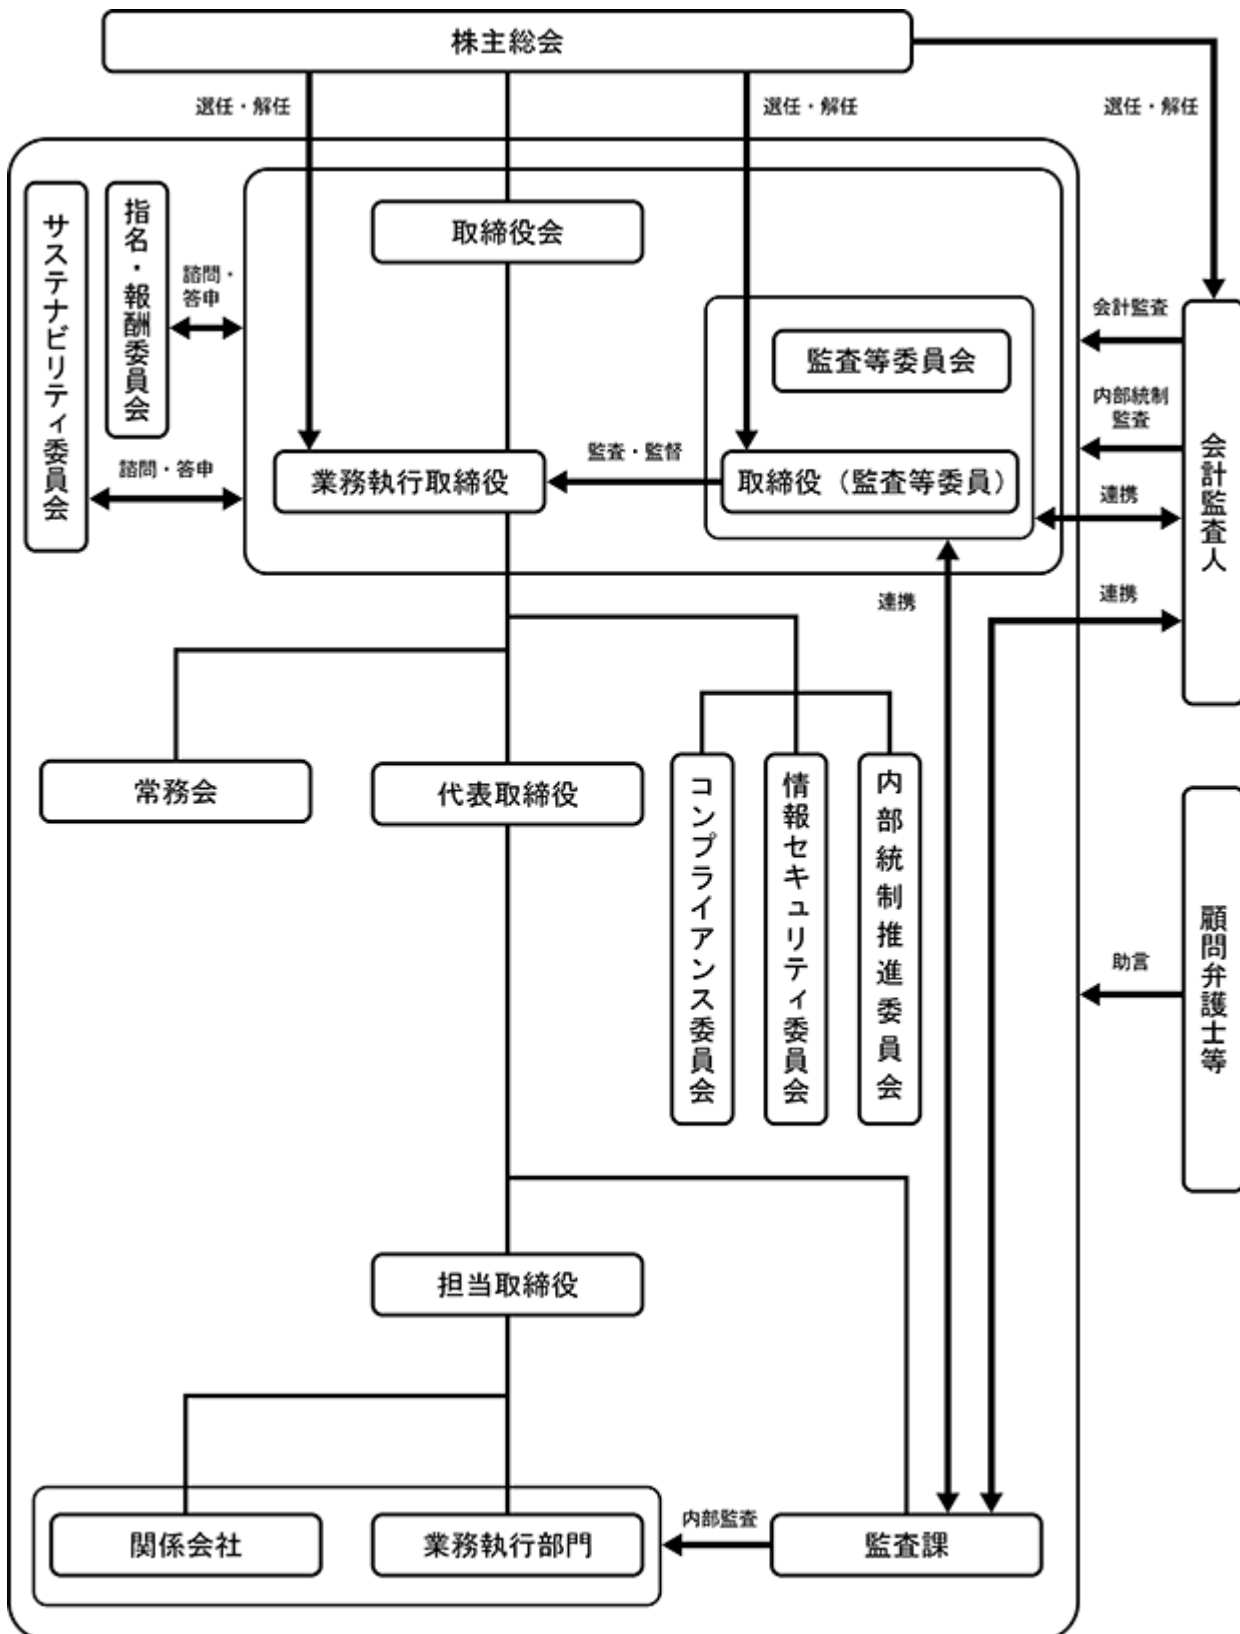 株主総会
選任・解任
選任・解任
選任・解任
サステナビリティ委員会
指名・報酬委員会
諮問・
答申
諮問・答申
取締役会
監査等委員会
業務執行取締役
監査・監督
取締役（監査等委員）
会計監査
内部統制
監査
連携
連携
会計監査人
連携
常務会
代表取締役
コンプライアンス委員会
情報セキュリティ委員会
内部統制推進委員会
助言
顧問弁護士等
担当取締役
関係会社
業務執行部門
内部監査
監査課